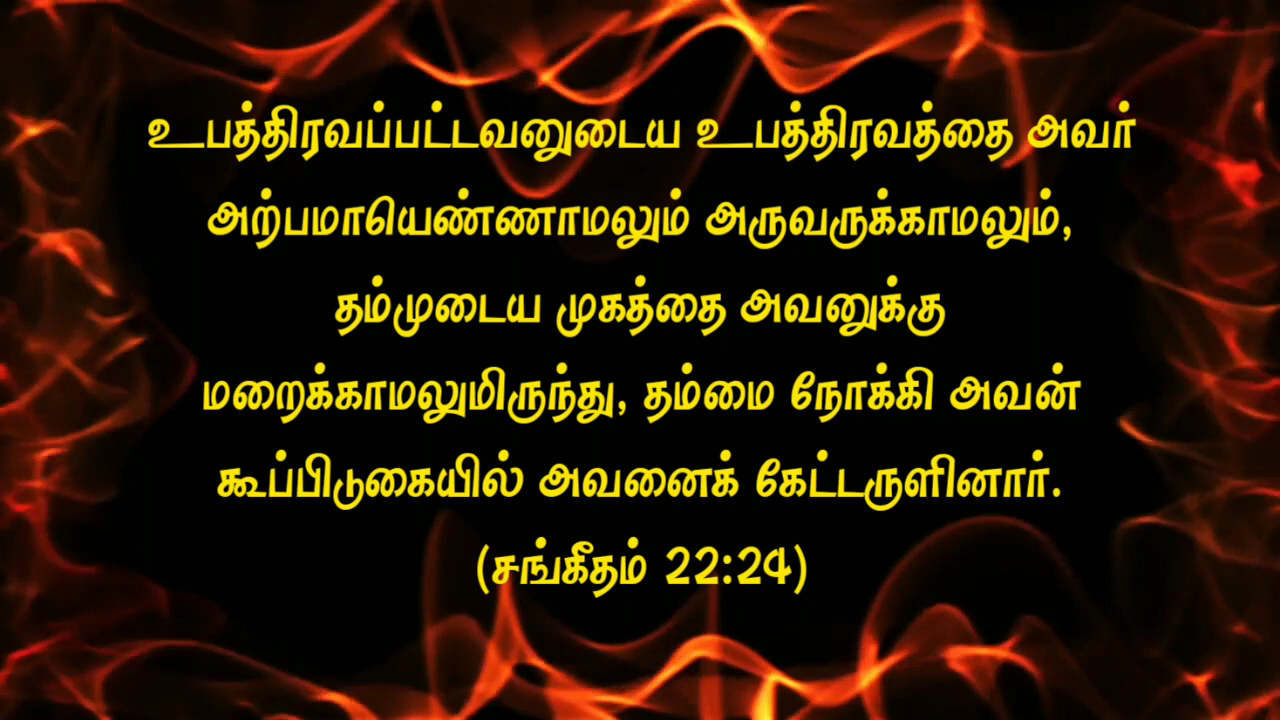 உபத்திரவப்பட்டவனுடைய உபத்திரவத்தை அவர்
அற்பமாயெண்ணாமலும் அருவருக்காமலும்,
தம்முடைய முகத்தை அவனுக்கு
மறைக்காமலுமிருந்து, தம்மை நோக்கி அவன்
கூப்பிடுகையில் அவனைக் கேட்டருளினார்.
(சங்கீதம் 22:24)